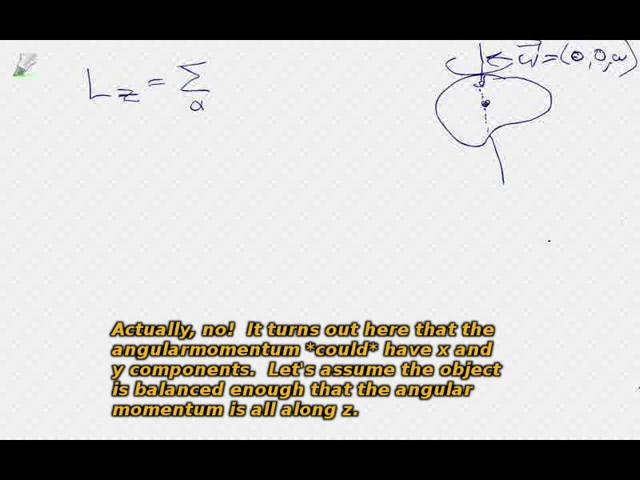 L_z = Σ_α
ω⃗ = (0, 0, ω)
Actually, no! It turns out here that the
angularmomentum *could* have x and
y components. Let's assume the object
is balanced enough that the angular
momentum is all along z.